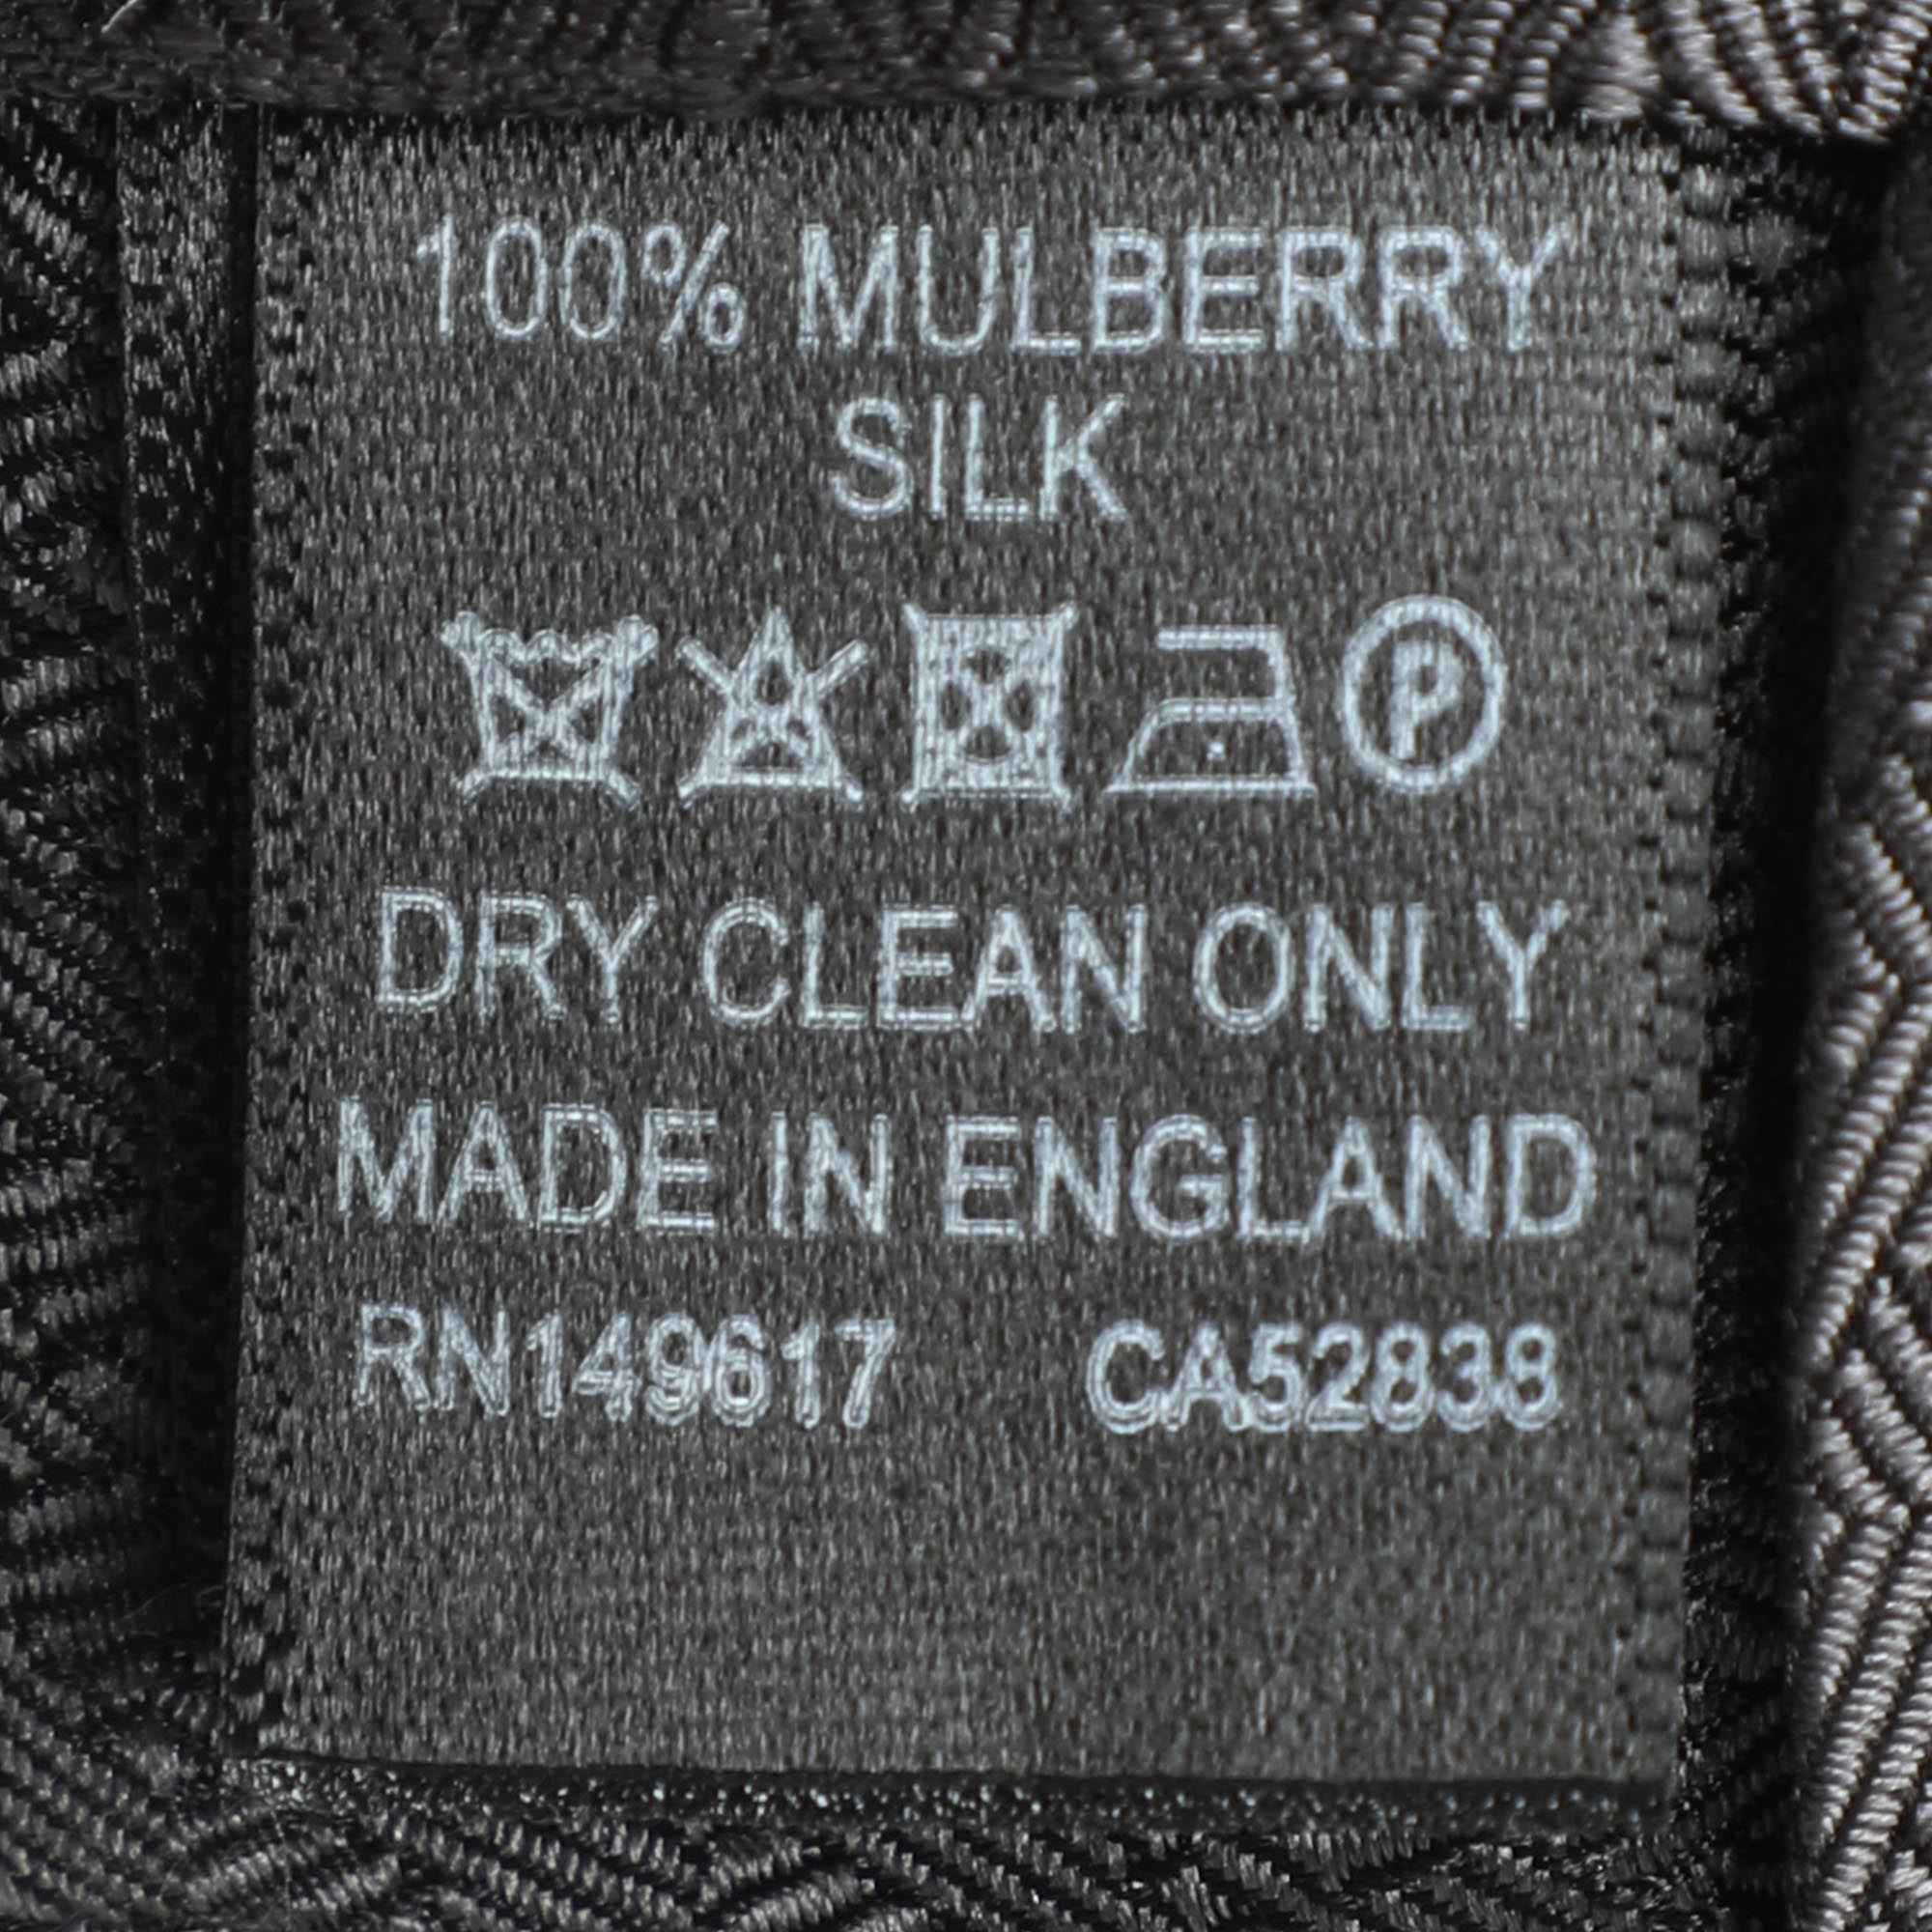 100% MULBERRY
SILK
P
DRY CLEAN ONLY
MADE IN ENGLAND
RN149617 CA52838